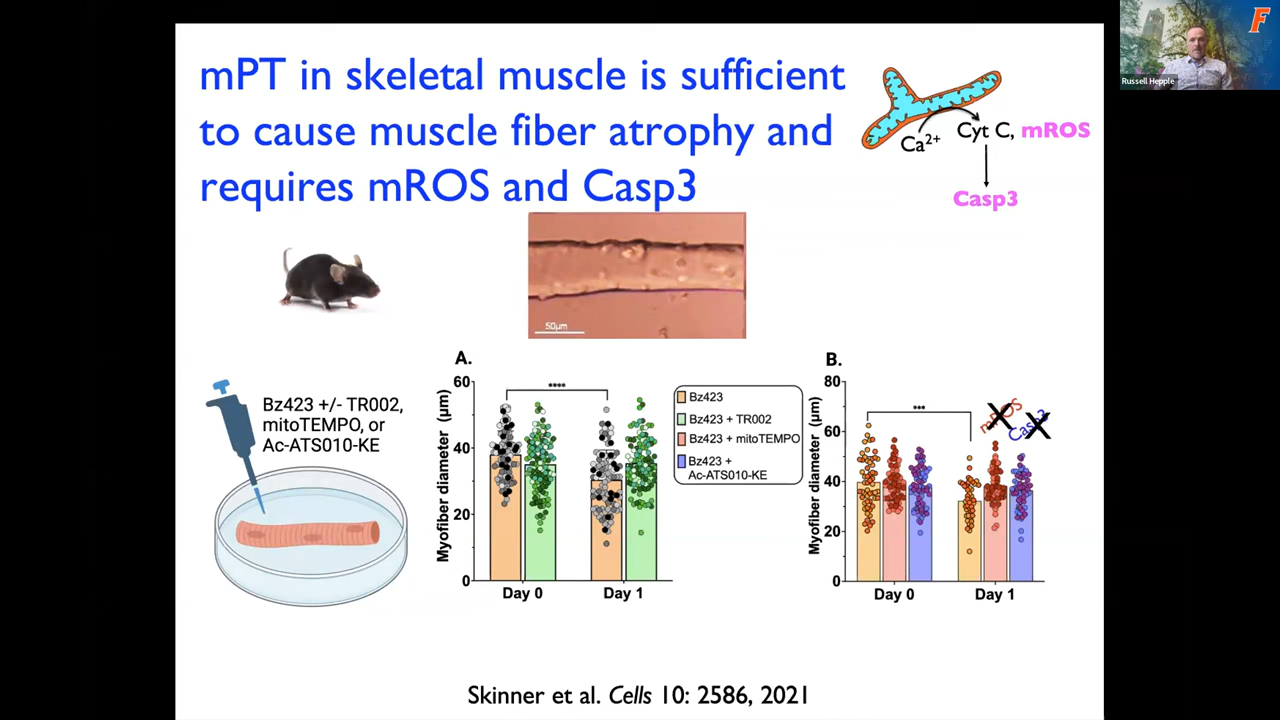 mPT in skeletal muscle is sufficient
to cause muscle fiber atrophy and
requires mROS and Casp3
Ca2+
Cyt C, mROS
Casp3
F
Russell Hepple
50µm
Bz423 +/- TR002,
mitoTEMPO, or
Ac-ATS010-KE
A.
Myofiber diameter (µm)
60
40
20
0
****
Day 0
Day 1
Bz423
Bz423 + TR002
Bz423 + mitoTEMPO
Bz423 +
Ac-ATS010-KE
B.
Myofiber diameter (µm)
80
60
40
20
0
***
mROS
Casp3
Day 0
Day 1
Skinner et al. Cells 10: 2586, 2021